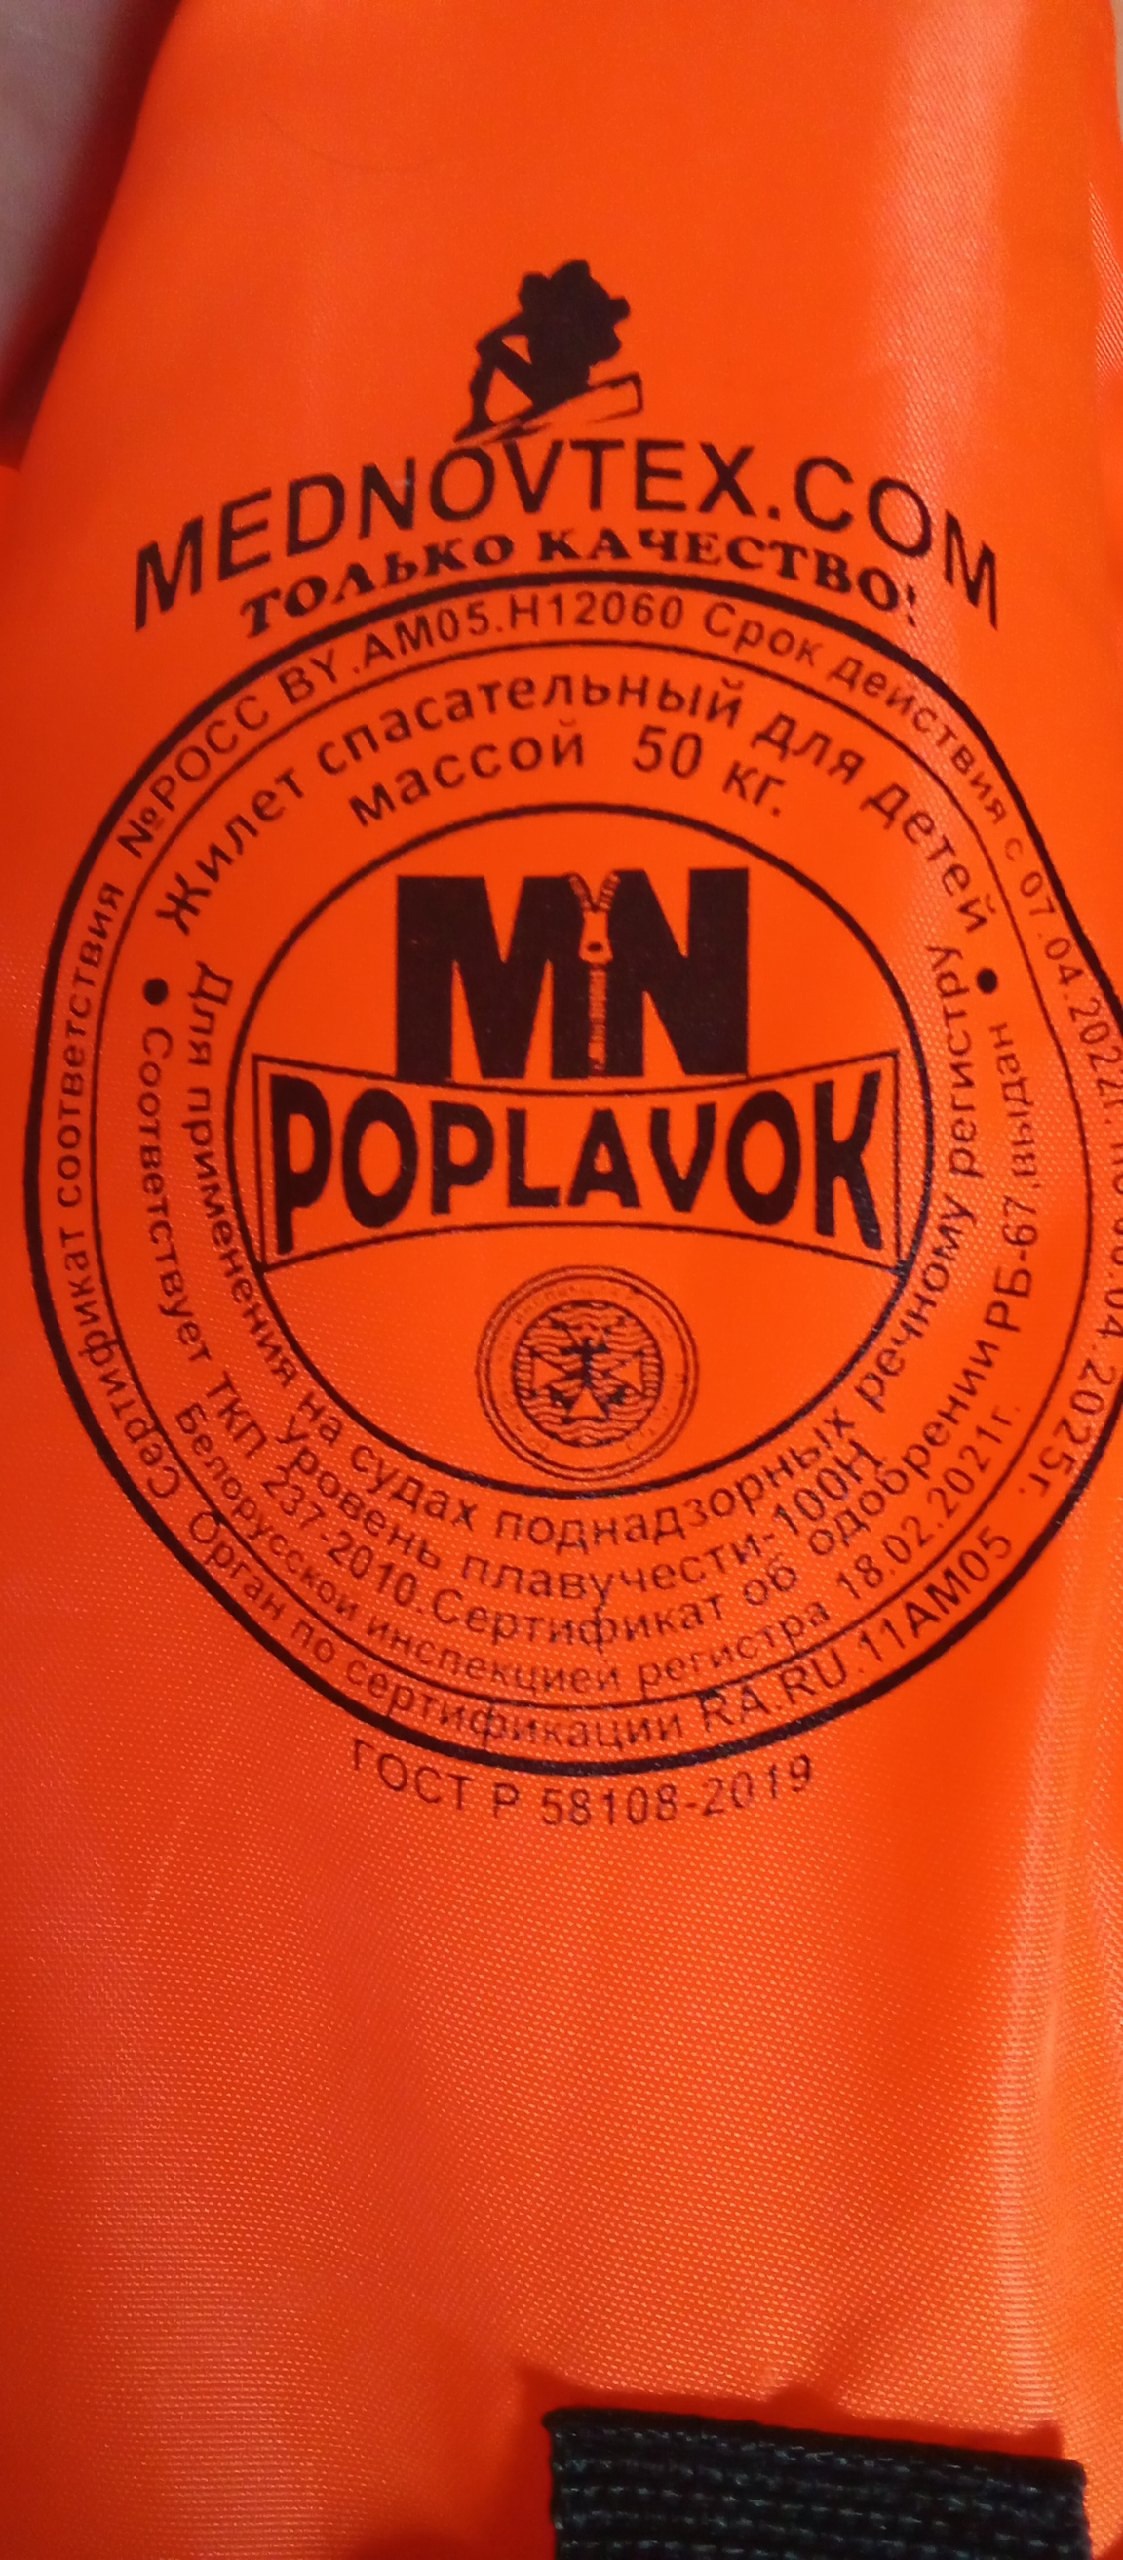 MEDNOVTEX.COM
ТОЛЬКО КАЧЕСТВО!
Сертификат соответствия №РОСС BY.АМ05.Н12060 Срок действия с 07.04.2022г. по 06.04.2025г.
Жилет спасательный для детей
массой 50 кг.
MN
POPLAVOK
Для применения на судах поднадзорных речному регистру
Уровень плавучести-100Н
Соответствует ТКП 237-2010.Сертификат об одобрении РБ-67,выдан
Белорусской инспекцией регистра 18.02.2021г.
Орган по сертификации RA.RU.11АМ05
ГОСТ Р 58108-2019